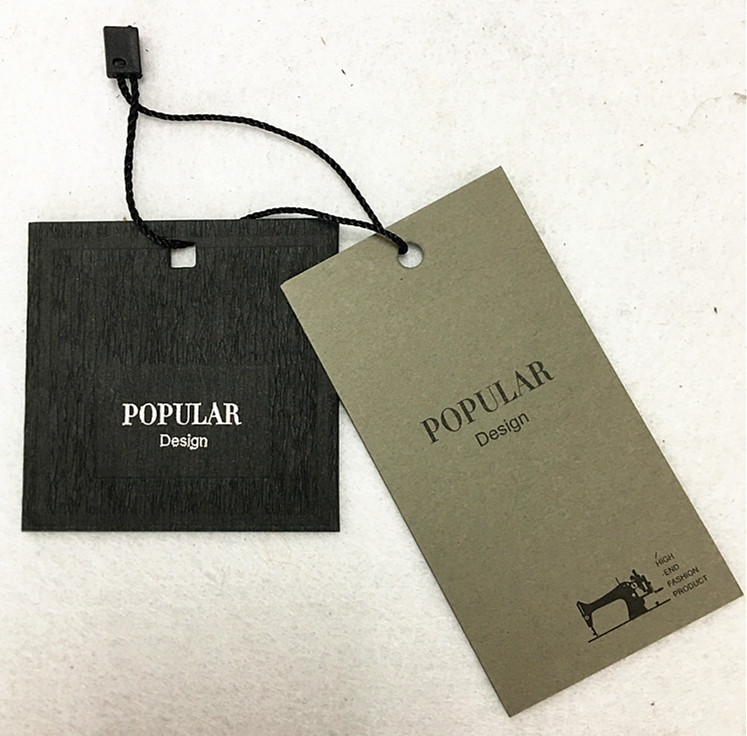 POPULAR
Design
POPULAR
Design
HIGH
-END
FASHION
PRODUCT